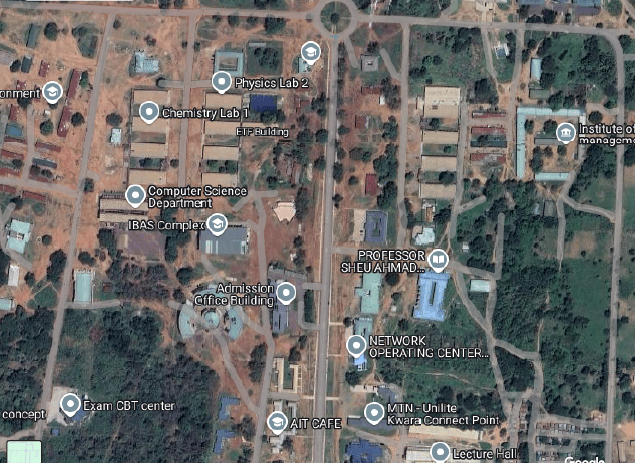 Physics Lab 2
onment
Chemistry Lab 1
ETF Building
Institute of
manageme
Computer Science
Department
IBAS Complex
PROFESSOR
SHEU AHMAD...
Admission
Office Building
NETWORK
OPERATING CENTER...
Exam CBT center
concept
MTN - Unilite
Kwara Connect Point
AIT CAFE
Lecture Hall
Google